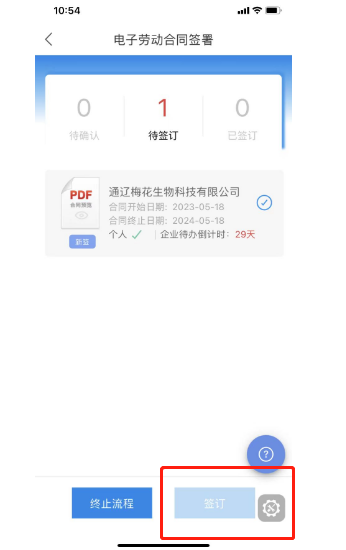 10:54
电子劳动合同签署
0 1 0
待确认 待签订 已签订
PDF
合同预览
新签
通辽梅花生物科技有限公司
合同开始日期: 2023-05-18
合同终止日期: 2024-05-18
个人 企业待办倒计时: 29天
?
终止流程 签订